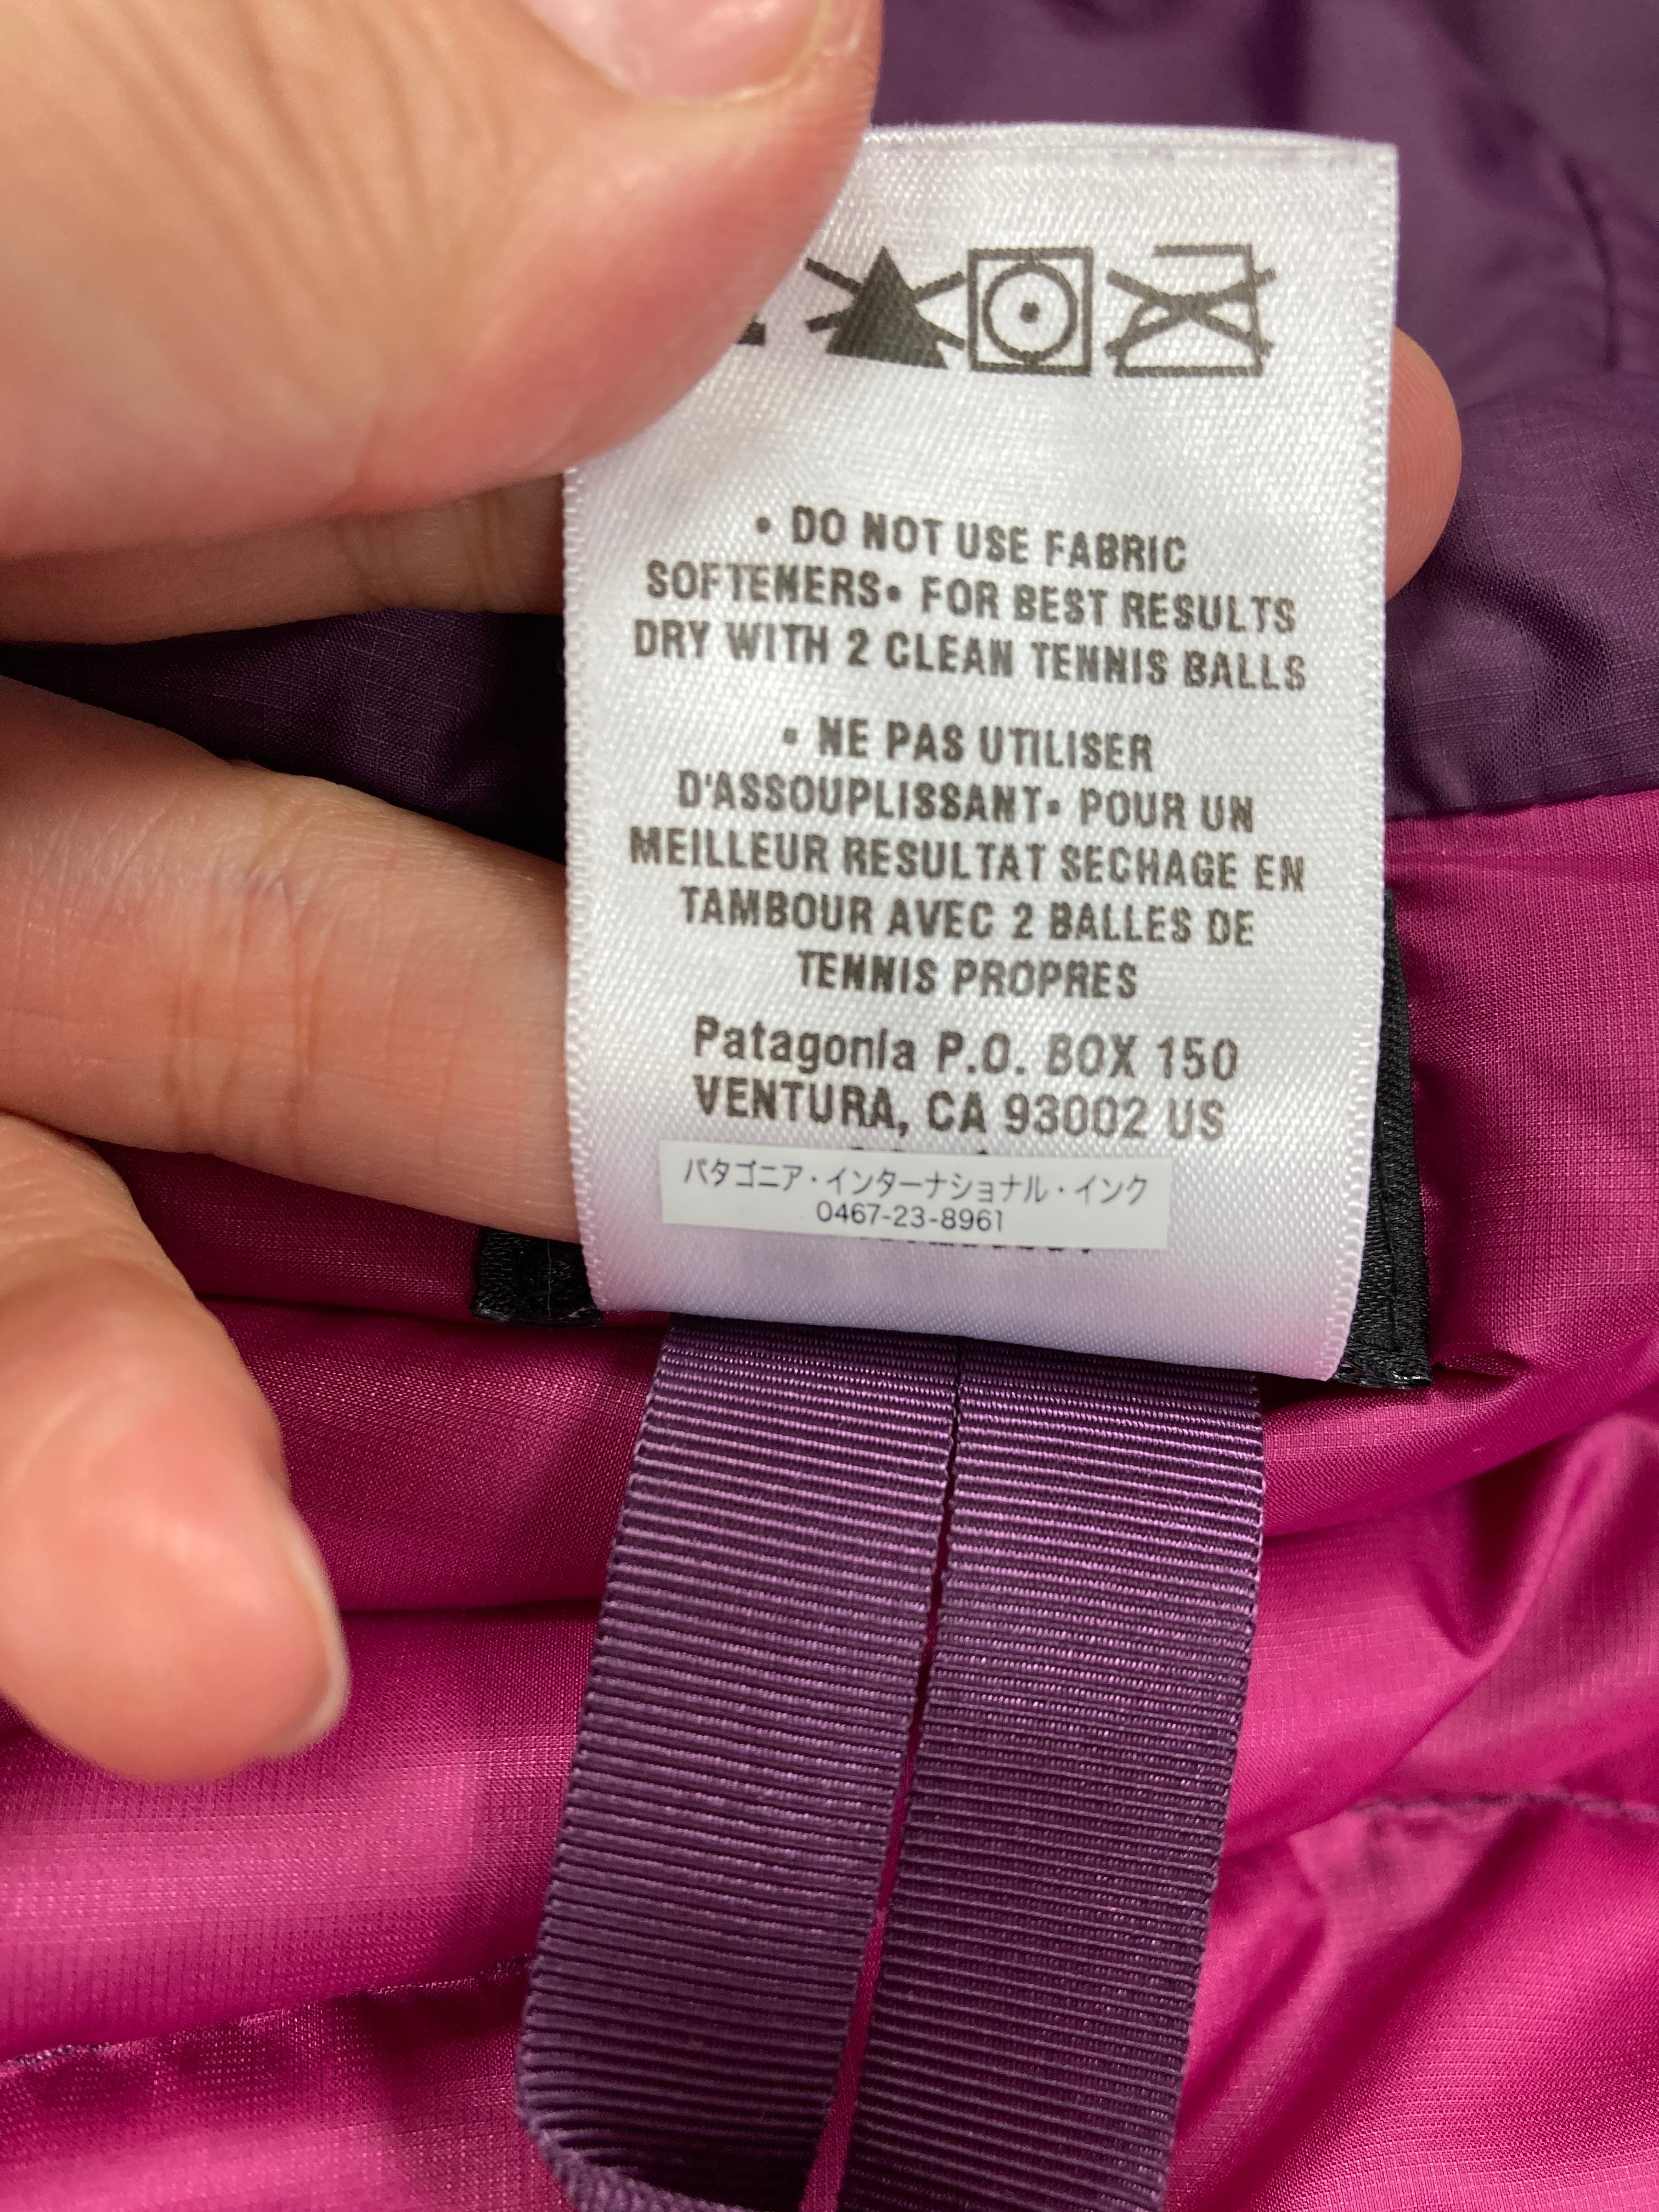 • DO NOT USE FABRIC
SOFTENERS• FOR BEST RESULTS
DRY WITH 2 CLEAN TENNIS BALLS
• NE PAS UTILISER
D'ASSOUPLISSANT• POUR UN
MEILLEUR RESULTAT SECHAGE EN
TAMBOUR AVEC 2 BALLES DE
TENNIS PROPRES
Patagonia P.O. BOX 150
VENTURA, CA 93002 US
パタゴニア・インターナショナル・インク
0467-23-8961